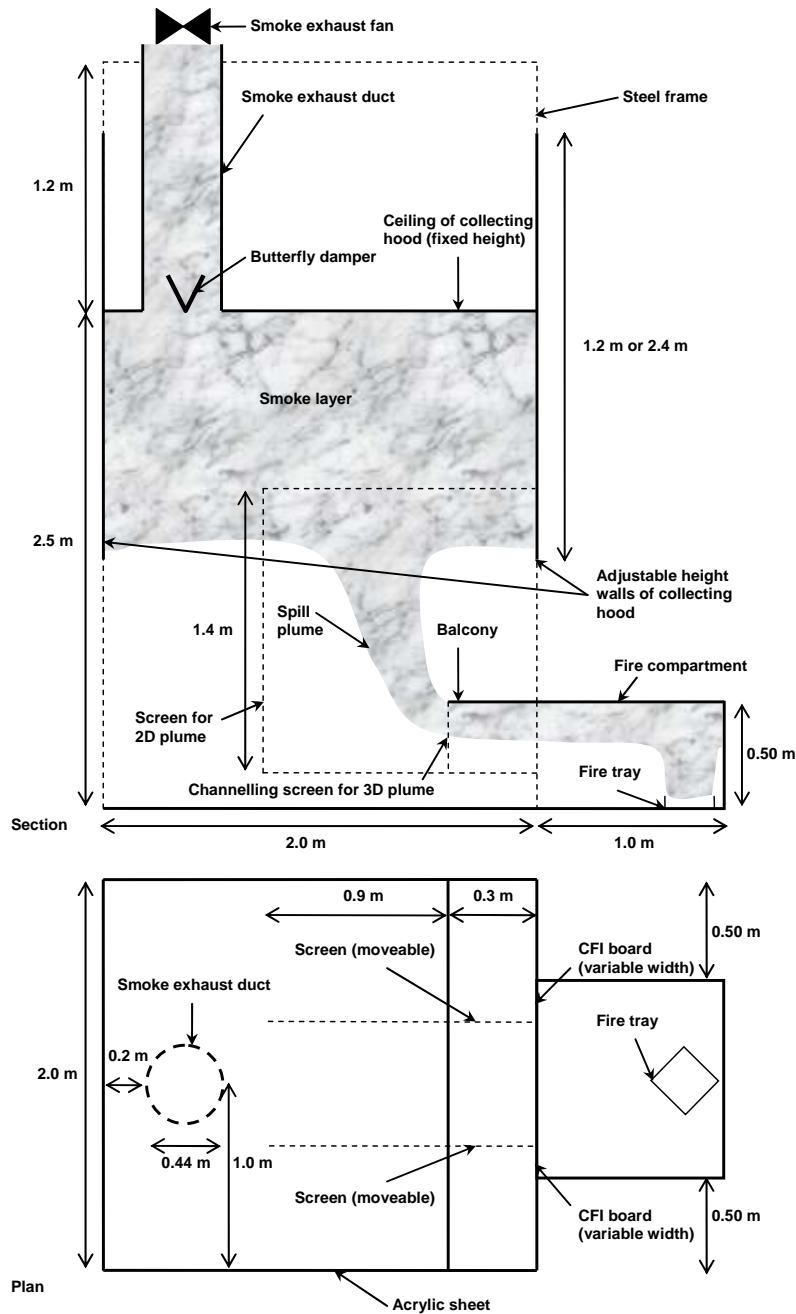 Smoke exhaust fan
Smoke exhaust duct
Steel frame
1.2 m
Ceiling of collecting
hood (fixed height)
Butterfly damper
1.2 m or 2.4 m
Smoke layer
2.5 m
Adjustable height
walls of collecting
hood
1.4 m
Spill
plume
Balcony
Fire compartment
Screen for
2D plume
0.50 m
Fire tray
Channelling screen for 3D plume
Section
2.0 m
1.0 m
0.9 m
0.3 m
0.50 m
Screen (moveable)
CFI board
(variable width)
Smoke exhaust duct
Fire tray
0.2 m
2.0 m
0.44 m
1.0 m
Screen (moveable)
CFI board
(variable width)
0.50 m
Plan
Acrylic sheet